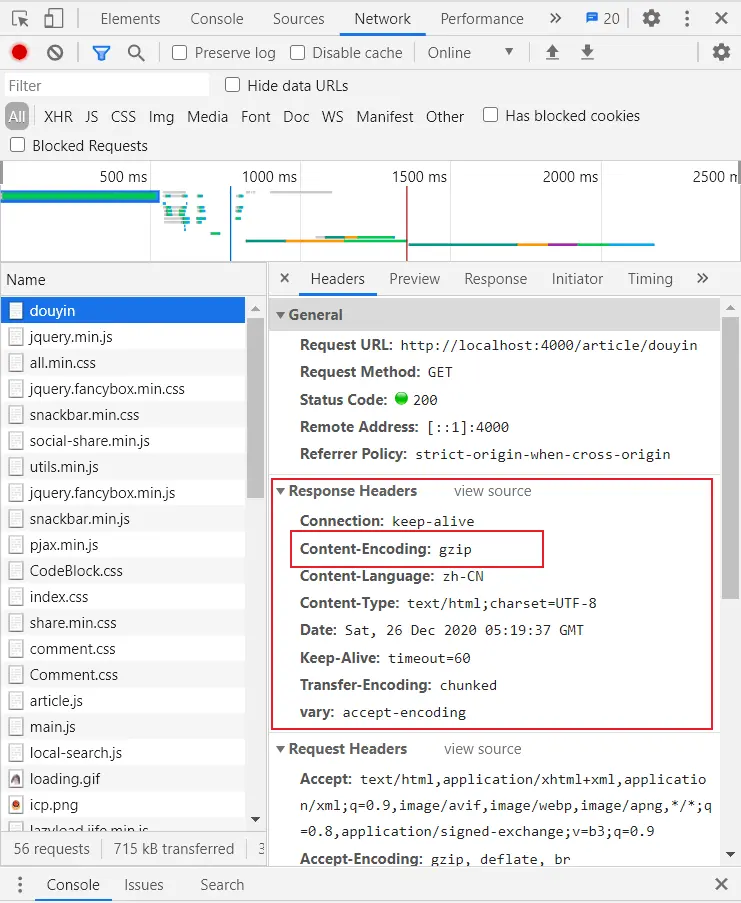 Elements Console Sources Network Performance » 20
Preserve log Disable cache Online
Filter Hide data URLs
All XHR JS CSS Img Media Font Doc WS Manifest Other Has blocked cookies
Blocked Requests
500 ms 1000 ms 1500 ms 2000 ms 2500 m
Name
douyin
jquery.min.js
all.min.css
jquery.fancybox.min.css
snackbar.min.css
social-share.min.js
utils.min.js
jquery.fancybox.min.js
snackbar.min.js
pjax.min.js
CodeBlock.css
index.css
share.min.css
comment.css
Comment.css
article.js
main.js
local-search.js
loading.gif
icp.png
lazyload.iife.min.js
56 requests 715 kB transferred 3
Headers Preview Response Initiator Timing »
General
Request URL: http://localhost:4000/article/douyin
Request Method: GET
Status Code: 200
Remote Address: [::1]:4000
Referrer Policy: strict-origin-when-cross-origin
Response Headers view source
Connection: keep-alive
Content-Encoding: gzip
Content-Language: zh-CN
Content-Type: text/html;charset=UTF-8
Date: Sat, 26 Dec 2020 05:19:37 GMT
Keep-Alive: timeout=60
Transfer-Encoding: chunked
vary: accept-encoding
Request Headers view source
Accept: text/html,application/xhtml+xml,applicatio
n/xml;q=0.9,image/avif,image/webp,image/apng,*/*;q
=0.8,application/signed-exchange;v=b3;q=0.9
Accept-Encoding: gzip, deflate, br
Console Issues Search